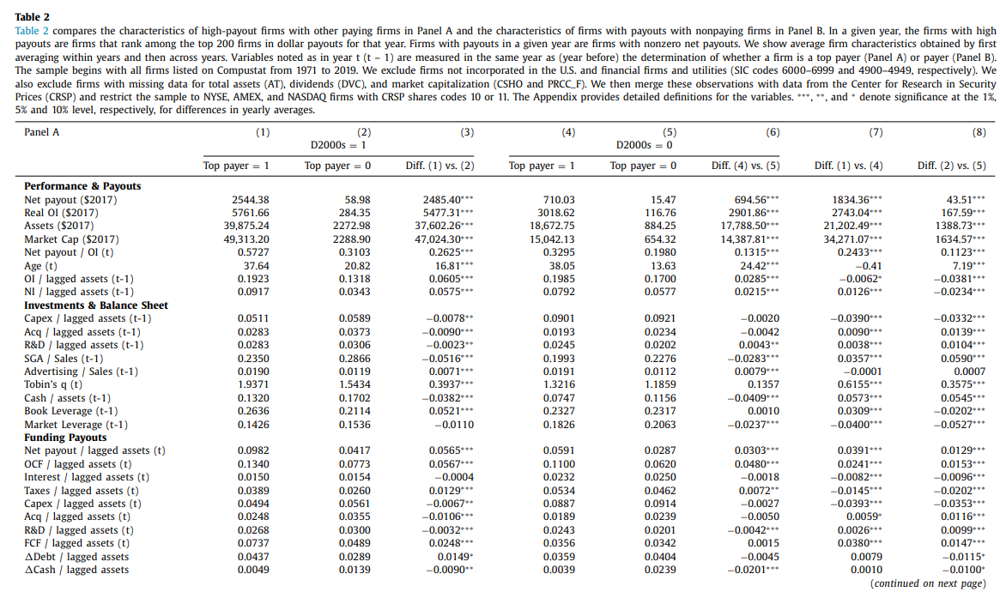 Table 2
Table 2 compares the characteristics of high-payout firms with other paying firms in Panel A and the characteristics of firms with payouts with nonpaying firms in Panel B. In a given year, the firms with high
payouts are firms that rank among the top 200 firms in dollar payouts for that year. Firms with payouts in a given year are firms with nonzero net payouts. We show average firm characteristics obtained by first
averaging within years and then across years. Variables noted as in year t (t − 1) are measured in the same year as (year before) the determination of whether a firm is a top payer (Panel A) or payer (Panel B).
The sample begins with all firms listed on Compustat from 1971 to 2019. We exclude firms not incorporated in the U.S. and financial firms and utilities (SIC codes 6000–6999 and 4900–4949, respectively). We
also exclude firms with missing data for total assets (AT), dividends (DVC), and market capitalization (CSHO and PRCC_F). We then merge these observations with data from the Center for Research in Security
Prices (CRSP) and restrict the sample to NYSE, AMEX, and NASDAQ firms with CRSP shares codes 10 or 11. The Appendix provides detailed definitions for the variables. ***, **, and * denote significance at the 1%,
5% and 10% level, respectively, for differences in yearly averages.
Panel A (1) (2) (3) (4) (5) (6) (7) (8)
D2000s = 1 D2000s = 0
Top payer = 1 Top payer = 0 Diff. (1) vs. (2) Top payer = 1 Top payer = 0 Diff. (4) vs. (5) Diff. (1) vs. (4) Diff. (2) vs. (5)
Performance & Payouts
Net payout ($2017) 2544.38 58.98 2485.40*** 710.03 15.47 694.56*** 1834.36*** 43.51***
Real OI ($2017) 5761.66 284.35 5477.31*** 3018.62 116.76 2901.86*** 2743.04*** 167.59***
Assets ($2017) 39,875.24 2272.98 37,602.26*** 18,672.75 884.25 17,788.50*** 21,202.49*** 1388.73***
Market Cap ($2017) 49,313.20 2288.90 47,024.30*** 15,042.13 654.32 14,387.81*** 34,271.07*** 1634.57***
Net payout / OI (t) 0.5727 0.3103 0.2625*** 0.3295 0.1980 0.1315*** 0.2433*** 0.1123***
Age (t) 37.64 20.82 16.81*** 38.05 13.63 24.42*** −0.41 7.19***
OI / lagged assets (t-1) 0.1923 0.1318 0.0605*** 0.1985 0.1700 0.0285*** −0.0062* −0.0381***
NI / lagged assets (t-1) 0.0917 0.0343 0.0575*** 0.0792 0.0577 0.0215*** 0.0126*** −0.0234***
Investments & Balance Sheet
Capex / lagged assets (t-1) 0.0511 0.0589 −0.0078** 0.0901 0.0921 −0.0020 −0.0390*** −0.0332***
Acq / lagged assets (t-1) 0.0283 0.0373 −0.0090*** 0.0193 0.0234 −0.0042 0.0090*** 0.0139***
R&D / lagged assets (t-1) 0.0283 0.0306 −0.0023** 0.0245 0.0202 0.0043** 0.0038*** 0.0104***
SGA / Sales (t-1) 0.2350 0.2866 −0.0516*** 0.1993 0.2276 −0.0283*** 0.0357*** 0.0590***
Advertising / Sales (t-1) 0.0190 0.0119 0.0071*** 0.0191 0.0112 0.0079*** −0.0001 0.0007
Tobin's q (t) 1.9371 1.5434 0.3937*** 1.3216 1.1859 0.1357 0.6155*** 0.3575***
Cash / assets (t-1) 0.1320 0.1702 −0.0382*** 0.0747 0.1156 −0.0409*** 0.0573*** 0.0545***
Book Leverage (t-1) 0.2636 0.2114 0.0521*** 0.2327 0.2317 0.0010 0.0309*** −0.0202***
Market Leverage (t-1) 0.1426 0.1536 −0.0110 0.1826 0.2063 −0.0237*** −0.0400*** −0.0527***
Funding Payouts
Net payout / lagged assets (t) 0.0982 0.0417 0.0565*** 0.0591 0.0287 0.0303*** 0.0391*** 0.0129***
OCF / lagged assets (t) 0.1340 0.0773 0.0567*** 0.1100 0.0620 0.0480*** 0.0241*** 0.0153***
Interest / lagged assets (t) 0.0150 0.0154 −0.0004 0.0232 0.0250 −0.0018 −0.0082*** −0.0096***
Taxes / lagged assets (t) 0.0389 0.0260 0.0129*** 0.0534 0.0462 0.0072** −0.0145*** −0.0202***
Capex / lagged assets (t) 0.0494 0.0561 −0.0067** 0.0887 0.0914 −0.0027 −0.0393*** −0.0353***
Acq / lagged assets (t) 0.0248 0.0355 −0.0106*** 0.0189 0.0239 −0.0050 0.0059* 0.0116***
R&D / lagged assets (t) 0.0268 0.0300 −0.0032*** 0.0243 0.0201 −0.0042*** 0.0026*** 0.0099***
FCF / lagged assets (t) 0.0737 0.0489 0.0248*** 0.0356 0.0342 0.0015 0.0380*** 0.0147***
ΔDebt / lagged assets 0.0437 0.0289 0.0149* 0.0359 0.0404 −0.0045 0.0079 −0.0115*
ΔCash / lagged assets 0.0049 0.0139 −0.0090** 0.0039 0.0239 −0.0201*** 0.0010 −0.0100*
(continued on next page)